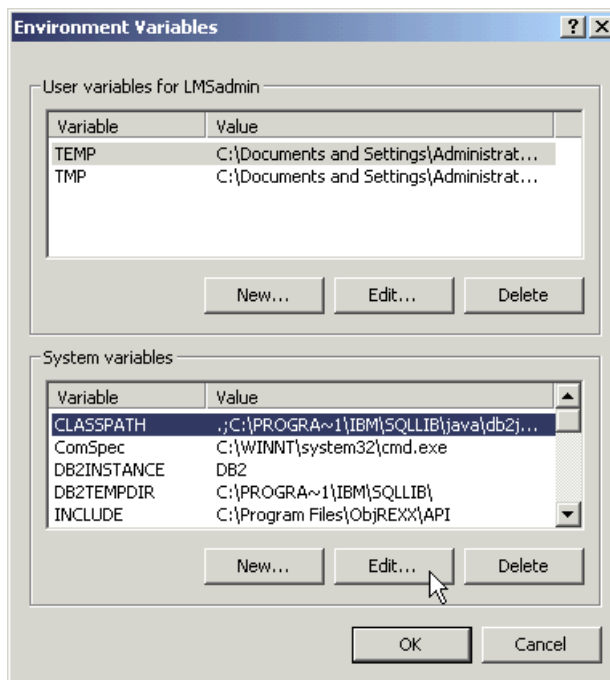 Environment Variables
User variables for LMSadmin
Variable Value
TEMP C:\Documents and Settings\Administrat...
TMP C:\Documents and Settings\Administrat...
New... Edit... Delete
System variables
Variable Value
CLASSPATH .;C:\PROGRA~1\IBM\SQLLIB\java\db2j...
ComSpec C:\WINNT\system32\cmd.exe
DB2INSTANCE DB2
DB2TEMPDIR C:\PROGRA~1\IBM\SQLLIB\
INCLUDE C:\Program Files\ObjREXX\API
New... Edit... Delete
OK Cancel